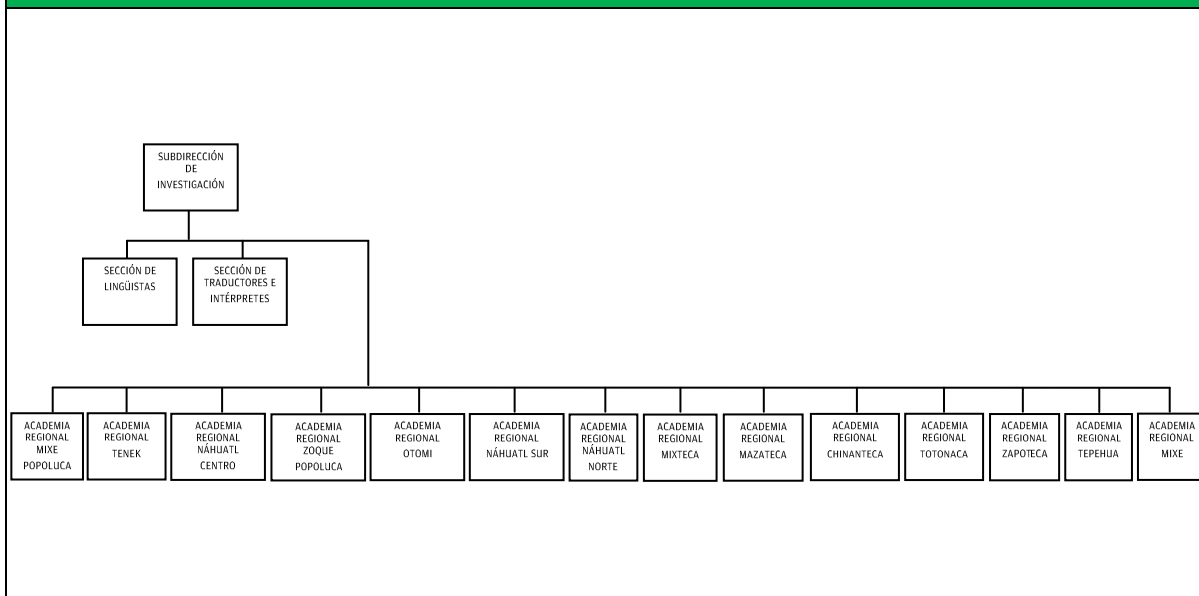 SUBDIRECCIÓN
DE
INVESTIGACIÓN
SECCIÓN DE
LINGÜISTAS
SECCIÓN DE
TRADUCTORES E
INTÉRPRETES
ACADEMIA
REGIONAL
MIXE
POPOLUCA
ACADEMIA
REGIONAL
TENEK
ACADEMIA
REGIONAL
NÁHUATL
CENTRO
ACADEMIA
REGIONAL
ZOQUE
POPOLUCA
ACADEMIA
REGIONAL
OTOMI
ACADEMIA
REGIONAL
NÁHUATL SUR
ACADEMIA
REGIONAL
NÁHUATL
NORTE
ACADEMIA
REGIONAL
MIXTECA
ACADEMIA
REGIONAL
MAZATECA
ACADEMIA
REGIONAL
CHINANTECA
ACADEMIA
REGIONAL
TOTONACA
ACADEMIA
REGIONAL
ZAPOTECA
ACADEMIA
REGIONAL
TEPEHUA
ACADEMIA
REGIONAL
MIXE